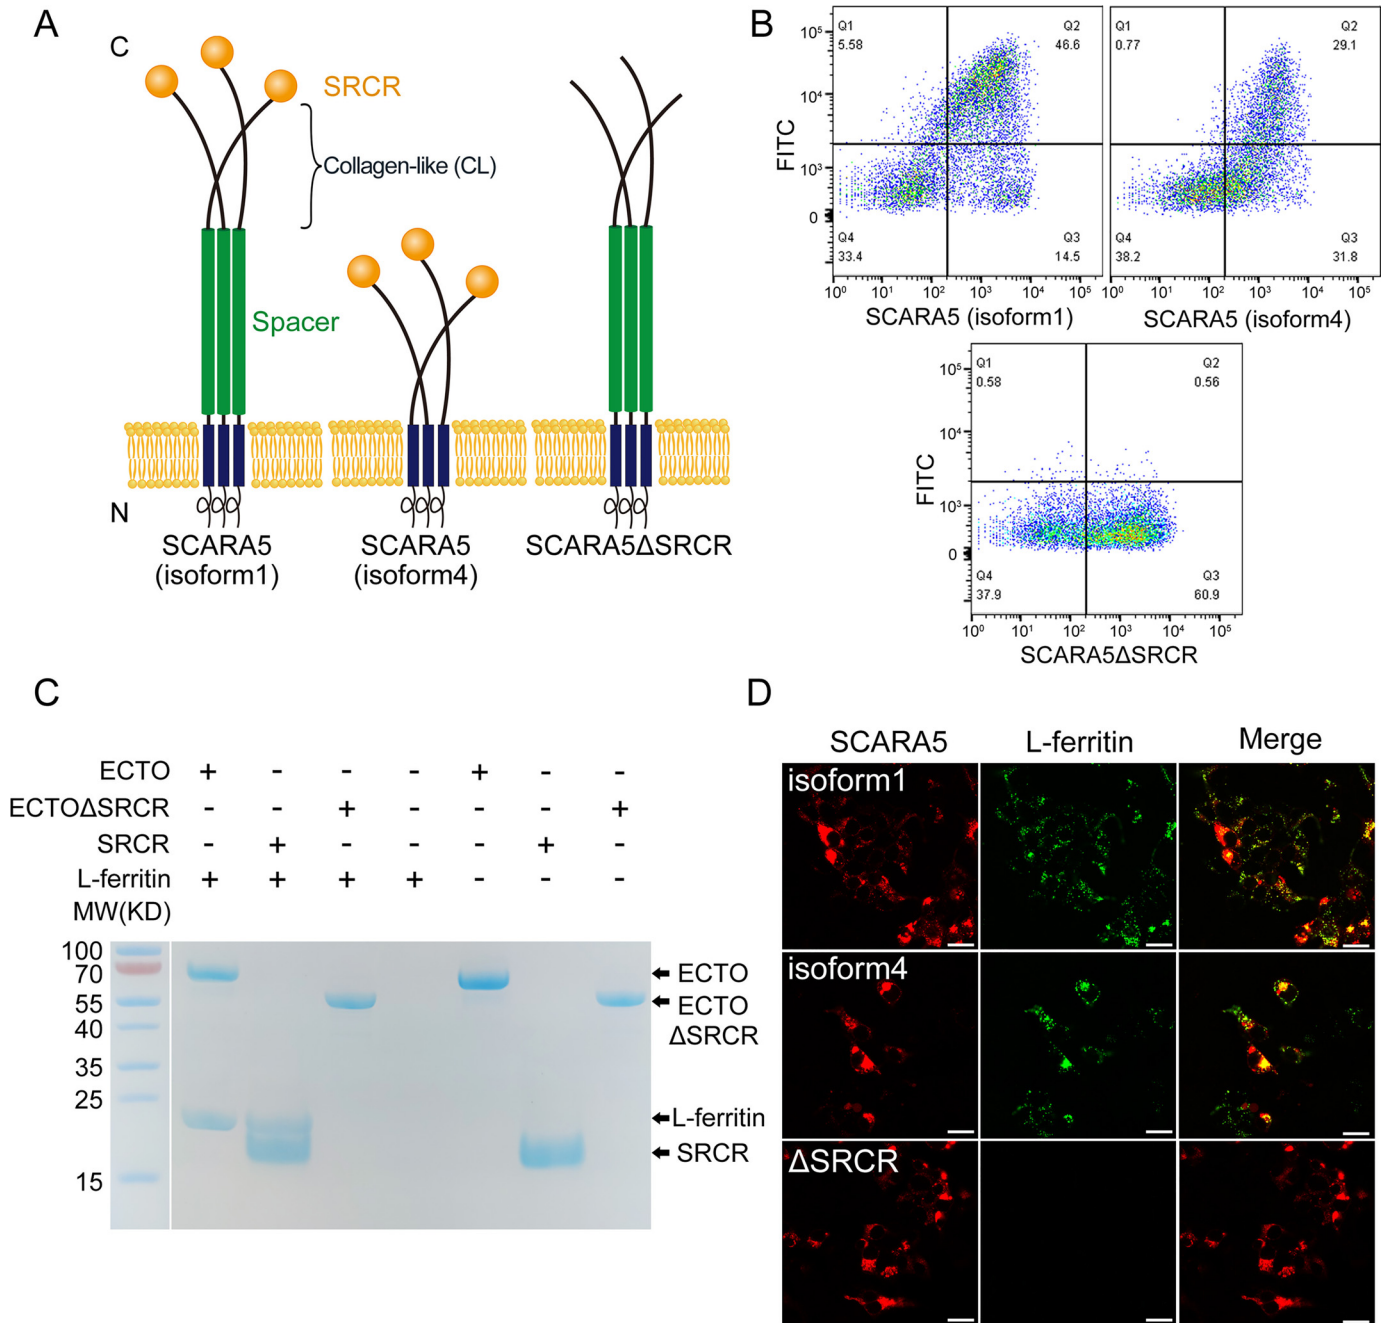 A
C
SRCR
Collagen-like (CL)
Spacer
N
SCARA5
(isoform1)
SCARA5
(isoform4)
SCARA5ΔSRCR
B
Q1
5.58
Q2
46.6
Q4
33.4
Q3
14.5
10⁵
10⁴
10³
0
FITC
10⁰ 10¹ 10² 10³ 10⁴ 10⁵
SCARA5 (isoform1)
Q1
0.77
Q2
29.1
Q4
38.2
Q3
31.8
10⁰ 10¹ 10² 10³ 10⁴ 10⁵
SCARA5 (isoform4)
Q1
0.58
Q2
0.56
Q4
37.9
Q3
60.9
10⁵
10⁴
10³
0
FITC
10⁰ 10¹ 10² 10³ 10⁴ 10⁵
SCARA5ΔSRCR
C
ECTO + - - - + - -
ECTOΔSRCR - - + - - - +
SRCR - + - - - + -
L-ferritin + + + + - - -
MW(KD)
100
70
55
40
35
25
15
ECTO
ECTO
ΔSRCR
L-ferritin
SRCR
D
SCARA5 L-ferritin Merge
isoform1
isoform4
ΔSRCR